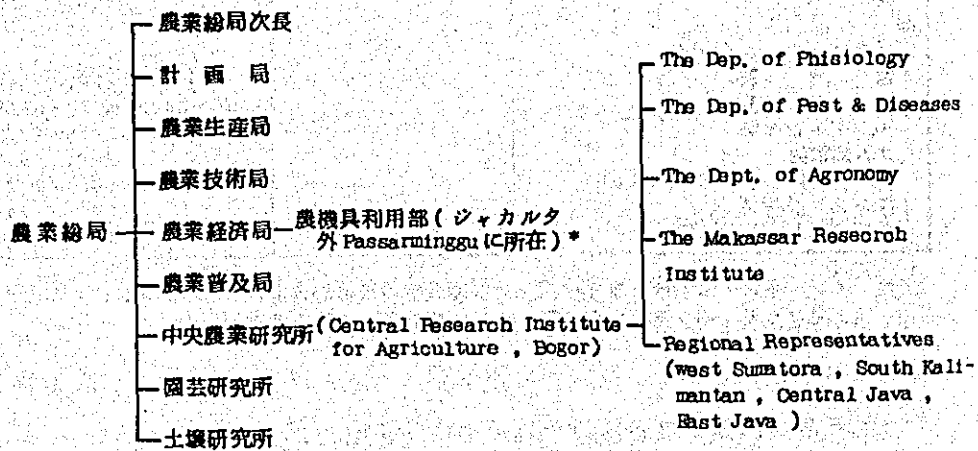 農業総局
農業総局次長
計画局
農業生産局
農業技術局
農業経済局
農機具利用部(ジャカルタ
外Passarmingguに所在)*
農業普及局
中央農業研究所
(Central Research Institute
for Agriculture , Bogor)
園芸研究所
土壌研究所
The Dep. of Phisiology
The Dep. of Pest & Diseases
The Dept. of Agronomy
The Makassar Reseorch
Institute
Regional Representatives
(west Sumatora , South Kali-
mantan , Central Java ,
East Java )